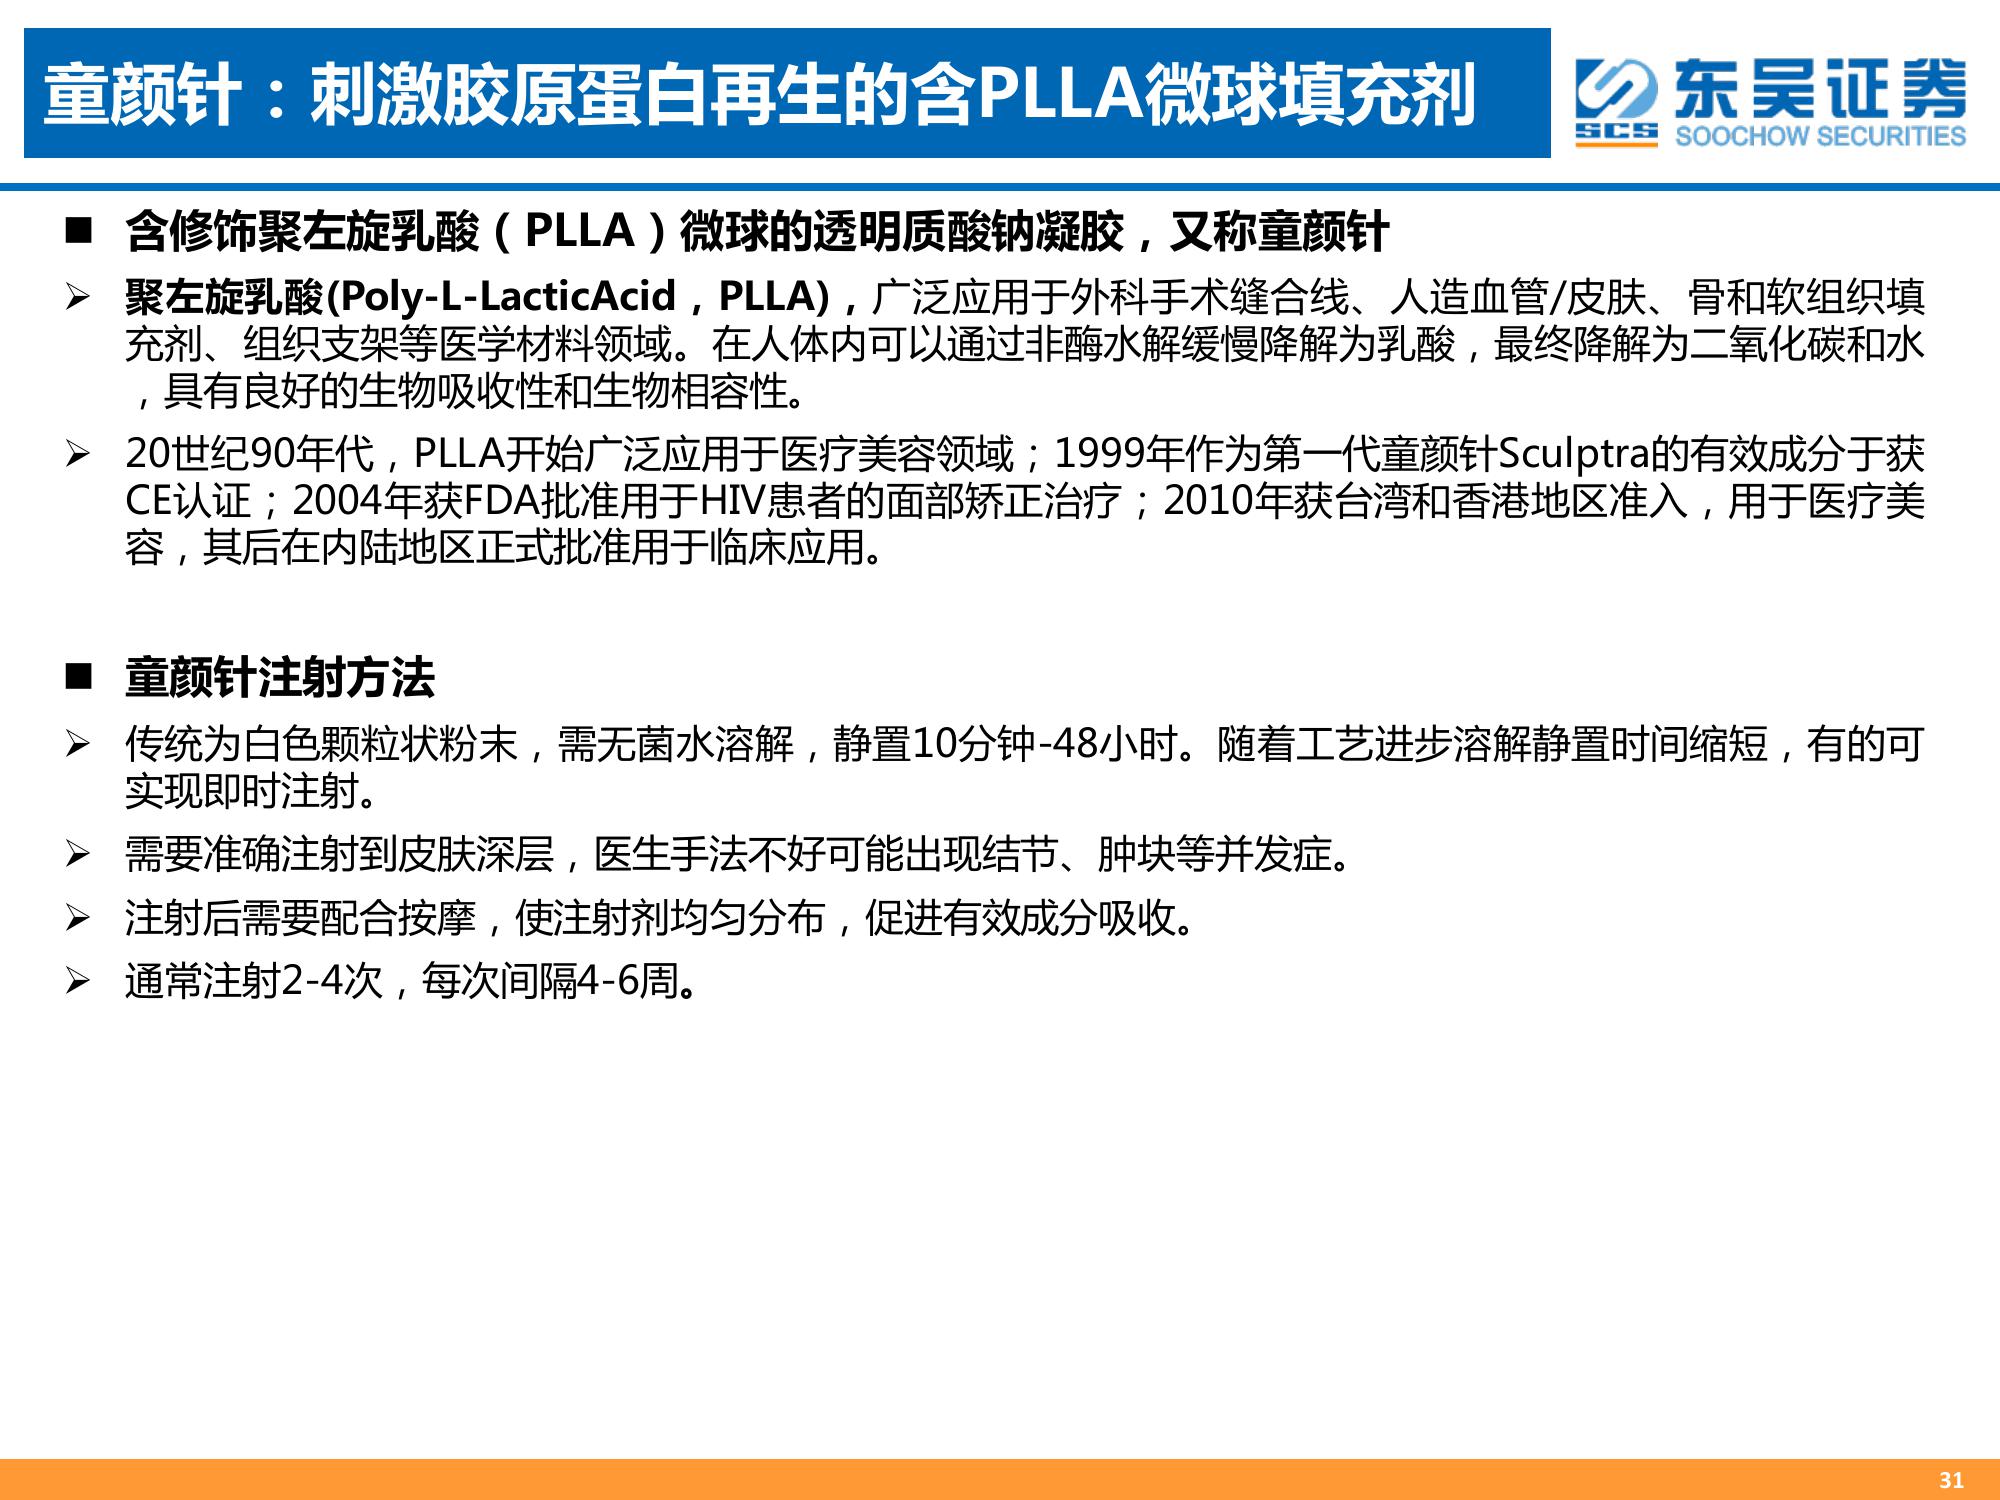 童颜针：刺激胶原蛋白再生的含PLLA微球填充剂
SCS
东吴证券
SOOCHOW SECURITIES
■ 含修饰聚左旋乳酸（PLLA）微球的透明质酸钠凝胶，又称童颜针
➢ 聚左旋乳酸(Poly-L-LacticAcid，PLLA)，广泛应用于外科手术缝合线、人造血管/皮肤、骨和软组织填
充剂、组织支架等医学材料领域。在人体内可以通过非酶水解缓慢降解为乳酸，最终降解为二氧化碳和水
，具有良好的生物吸收性和生物相容性。
➢ 20世纪90年代，PLLA开始广泛应用于医疗美容领域；1999年作为第一代童颜针Sculptra的有效成分于获
CE认证；2004年获FDA批准用于HIV患者的面部矫正治疗；2010年获台湾和香港地区准入，用于医疗美
容，其后在内陆地区正式批准用于临床应用。
■ 童颜针注射方法
➢ 传统为白色颗粒状粉末，需无菌水溶解，静置10分钟-48小时。随着工艺进步溶解静置时间缩短，有的可
实现即时注射。
➢ 需要准确注射到皮肤深层，医生手法不好可能出现结节、肿块等并发症。
➢ 注射后需要配合按摩，使注射剂均匀分布，促进有效成分吸收。
➢ 通常注射2-4次，每次间隔4-6周。
31